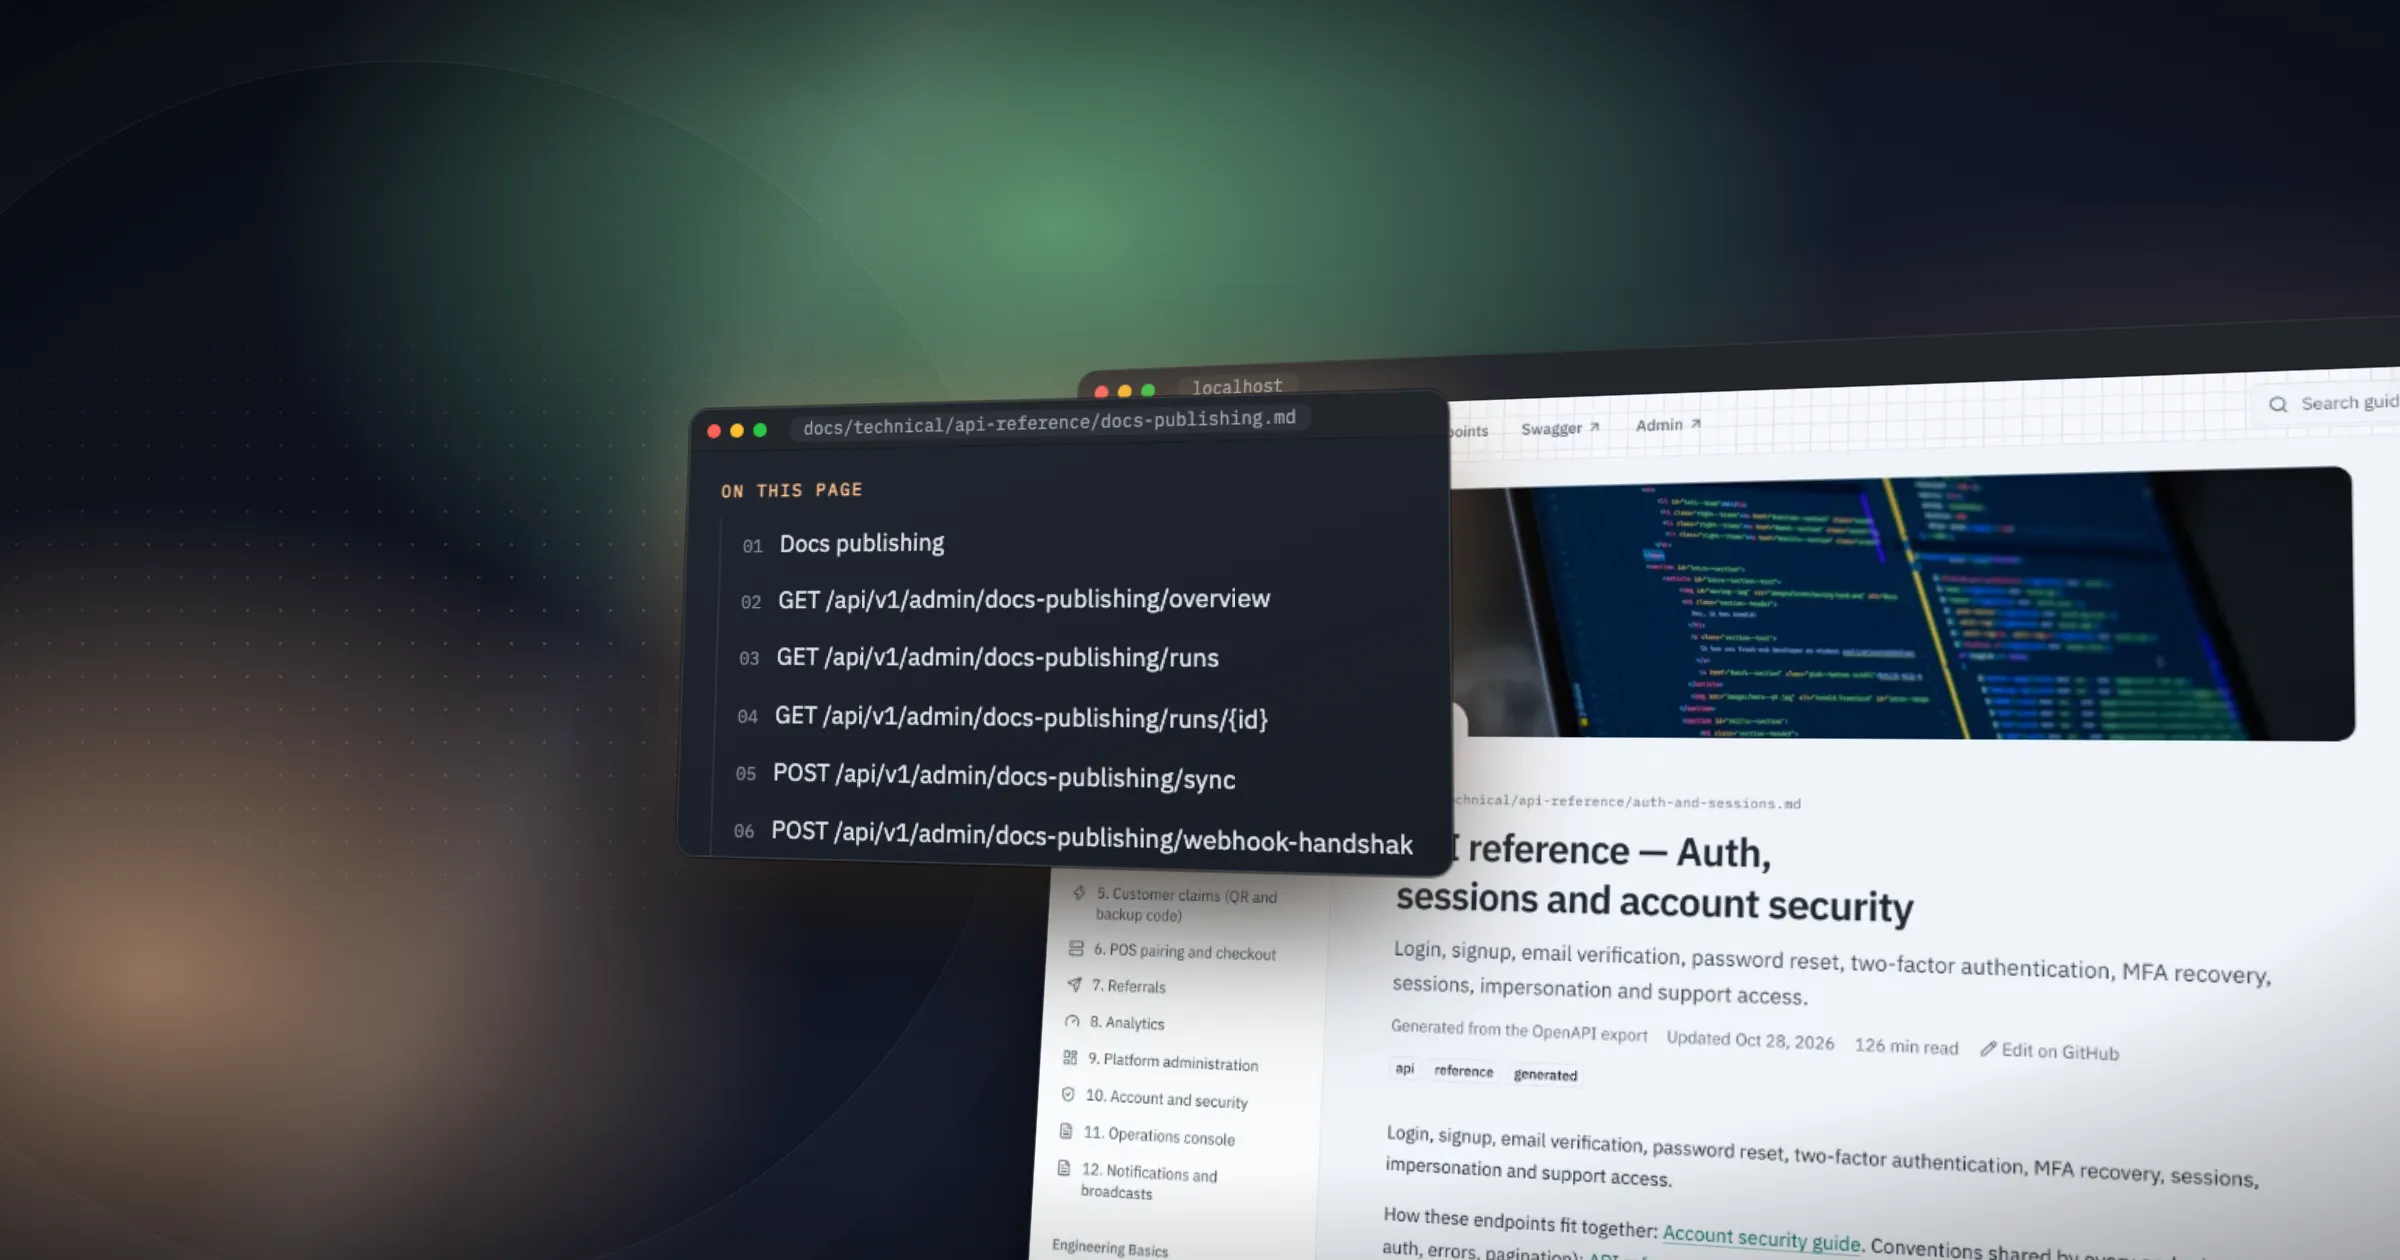 localhost
docs/technical/api-reference/docs-publishing.md
ON THIS PAGE
01 Docs publishing
02 GET /api/v1/admin/docs-publishing/overview
03 GET /api/v1/admin/docs-publishing/runs
04 GET /api/v1/admin/docs-publishing/runs/{id}
05 POST /api/v1/admin/docs-publishing/sync
06 POST /api/v1/admin/docs-publishing/webhook-handshak
Swagger ↗ Admin ↗
Search guid
5. Customer claims (QR and
backup code)
6. POS pairing and checkout
7. Referrals
8. Analytics
9. Platform administration
10. Account and security
11. Operations console
12. Notifications and
broadcasts
Engineering Basics
chnical/api-reference/auth-and-sessions.md
reference — Auth,
sessions and account security
Login, signup, email verification, password reset, two-factor authentication, MFA recovery,
sessions, impersonation and support access.
Generated from the OpenAPI export Updated Oct 28, 2026 126 min read Edit on GitHub
api reference generated
Login, signup, email verification, password reset, two-factor authentication, MFA recovery, sessions,
impersonation and support access.
How these endpoints fit together: Account security guide. Conventions shared by
auth, errors, pagination):